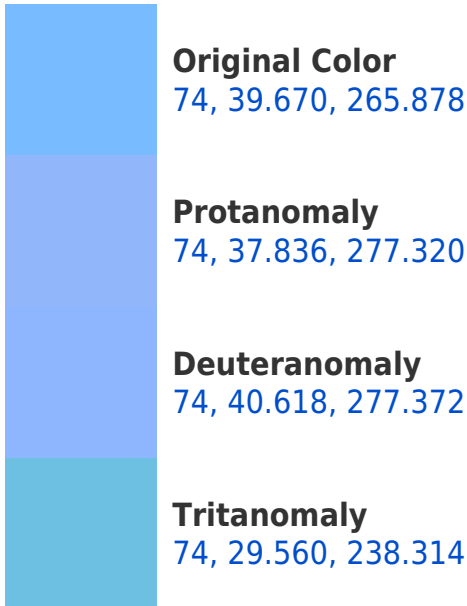 Original Color
74, 39.670, 265.878
Protanomaly
74, 37.836, 277.320
Deuteranomaly
74, 40.618, 277.372
Tritanomaly
74, 29.560, 238.314